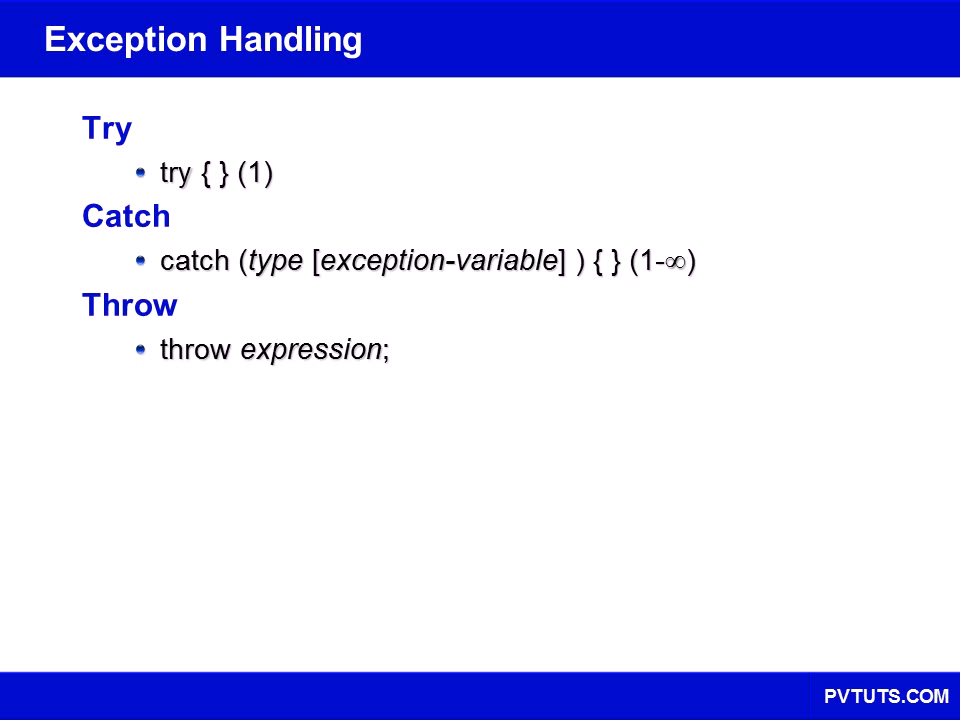 Exception Handling
Try
• try { } (1)
Catch
• catch (type [exception-variable] ) { } (1-∞)
Throw
• throw expression;
PVTUTS.COM